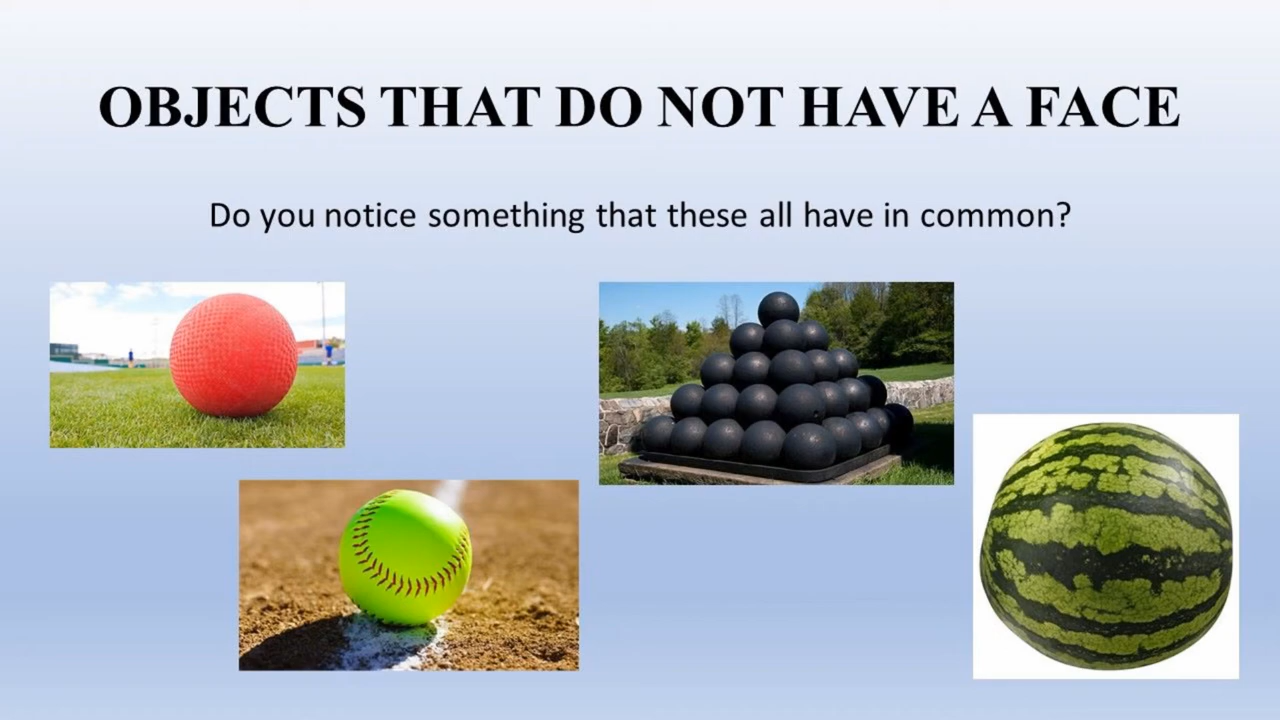 OBJECTS THAT DO NOT HAVE A FACE
Do you notice something that these all have in common?